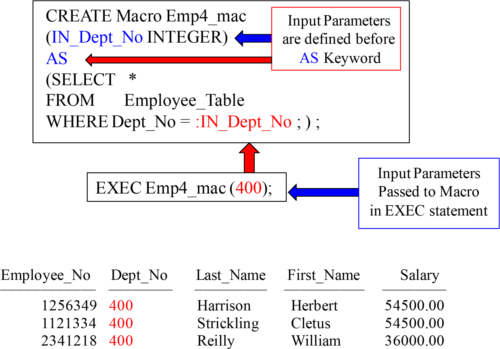 CREATE Macro Emp4_mac
(IN_Dept_No INTEGER)
AS
(SELECT *
FROM Employee_Table
WHERE Dept_No = :IN_Dept_No ; ) ;
Input Parameters
are defined before
AS Keyword
EXEC Emp4_mac (400);
Input Parameters
Passed to Macro
in EXEC statement
Employee_No Dept_No Last_Name First_Name Salary
1256349 400 Harrison Herbert 54500.00
1121334 400 Strickling Cletus 54500.00
2341218 400 Reilly William 36000.00